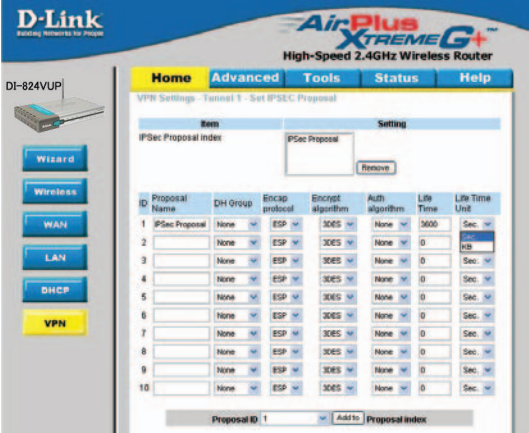 D-Link
Building Networks for People
AirPlus
XTREME G+™
High-Speed 2.4GHz Wireless Router
DI-824VUP
Home Advanced Tools Status Help
VPN Settings - Tunnel 1 - Set IPSEC Proposal
Item Setting
IPSec Proposal index IPSec Proposal
Remove
ID Proposal Name DH Group Encap protocol Encrypt algorithm Auth algorithm Life Time Life Time Unit
1 IPSec Proposal None ESP 3DES None 3600 Sec.
Sec.
KB
2 None ESP 3DES None 0
3 None ESP 3DES None 0 Sec.
4 None ESP 3DES None 0 Sec.
5 None ESP 3DES None 0 Sec.
6 None ESP 3DES None 0 Sec.
7 None ESP 3DES None 0 Sec.
8 None ESP 3DES None 0 Sec.
9 None ESP 3DES None 0 Sec.
10 None ESP 3DES None 0 Sec.
Proposal ID 1 Add to Proposal index
Wizard
Wireless
WAN
LAN
DHCP
VPN